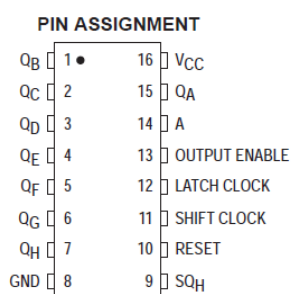 PIN ASSIGNMENT
QB 1 16 VCC
QC 2 15 QA
QD 3 14 A
QE 4 13 OUTPUT ENABLE
QF 5 12 LATCH CLOCK
QG 6 11 SHIFT CLOCK
QH 7 10 RESET
GND 8 9 SQH